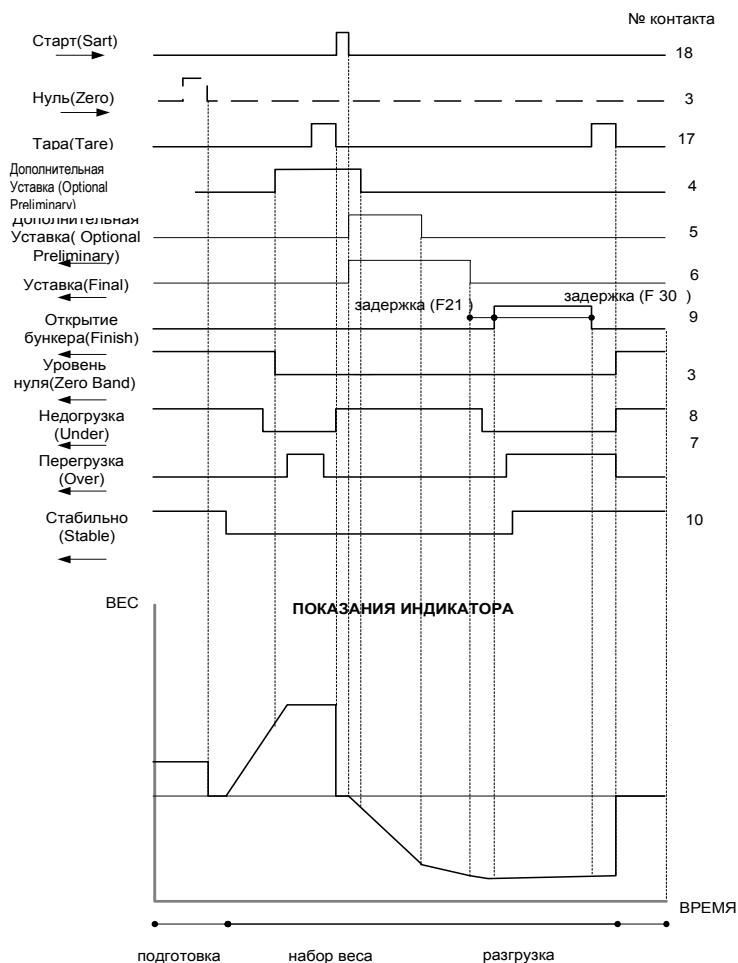 № контакта
Старт(Sart)
18
Нуль(Zero)
3
Тара(Tare)
17
Дополнительная
Уставка (Optional
Preliminary)
4
Дополнительная
Уставка( Optional
Preliminary)
5
Уставка(Final)
6
задержка (F21 )
задержка (F 30 )
Открытие
бункера(Finish)
9
Уровень
нуля(Zero Band)
3
Недогрузка
(Under)
8
7
Перегрузка
(Over)
Стабильно
(Stable)
10
ВЕС
ПОКАЗАНИЯ ИНДИКАТОРА
ВРЕМЯ
подготовка
набор веса
разгрузка